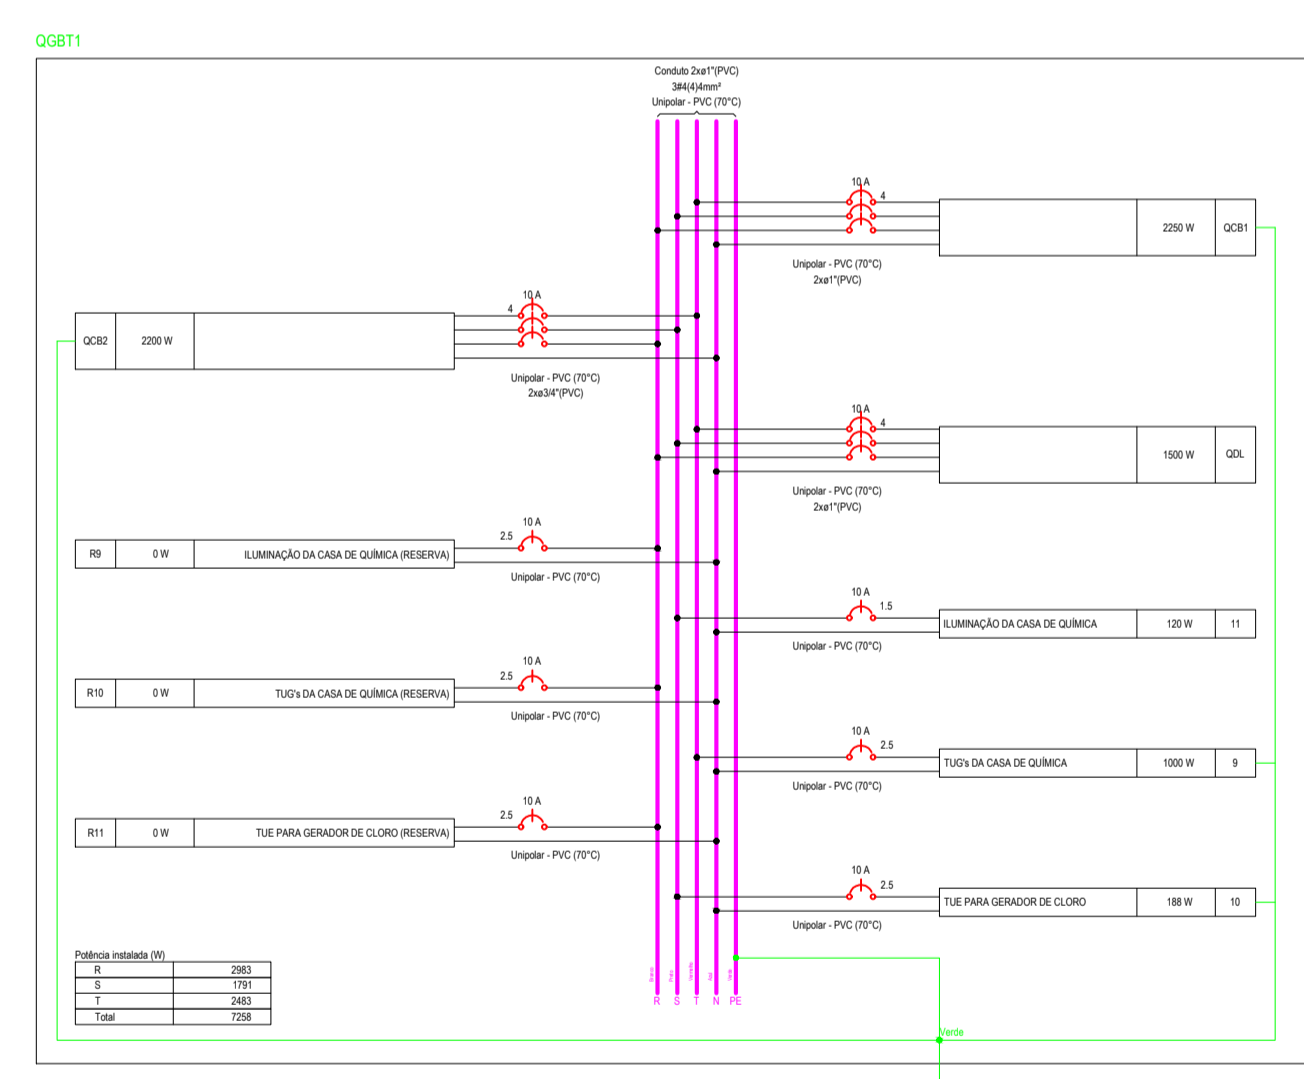 QGBT1
Conduto 2xø1"(PVC)
3#4(4)4mm²
Unipolar - PVC (70°C)
10 A
4
2250 W QCB1
Unipolar - PVC (70°C)
2xø1"(PVC)
10 A
4
QCB2 2200 W
Unipolar - PVC (70°C)
2xø3/4"(PVC)
10 A
4
1500 W QDL
Unipolar - PVC (70°C)
2xø1"(PVC)
10 A
2.5
R9 0 W ILUMINAÇÃO DA CASA DE QUÍMICA (RESERVA)
Unipolar - PVC (70°C)
10 A
1.5
ILUMINAÇÃO DA CASA DE QUÍMICA 120 W 11
Unipolar - PVC (70°C)
10 A
2.5
R10 0 W TUG's DA CASA DE QUÍMICA (RESERVA)
Unipolar - PVC (70°C)
10 A
2.5
TUG's DA CASA DE QUÍMICA 1000 W 9
Unipolar - PVC (70°C)
10 A
2.5
R11 0 W TUE PARA GERADOR DE CLORO (RESERVA)
Unipolar - PVC (70°C)
10 A
2.5
TUE PARA GERADOR DE CLORO 188 W 10
Unipolar - PVC (70°C)
Potência instalada (W)
R 2983
S 1791
T 2483
Total 7258
Branco Preto Vermelho Azul Verde
R S T N PE
Verde